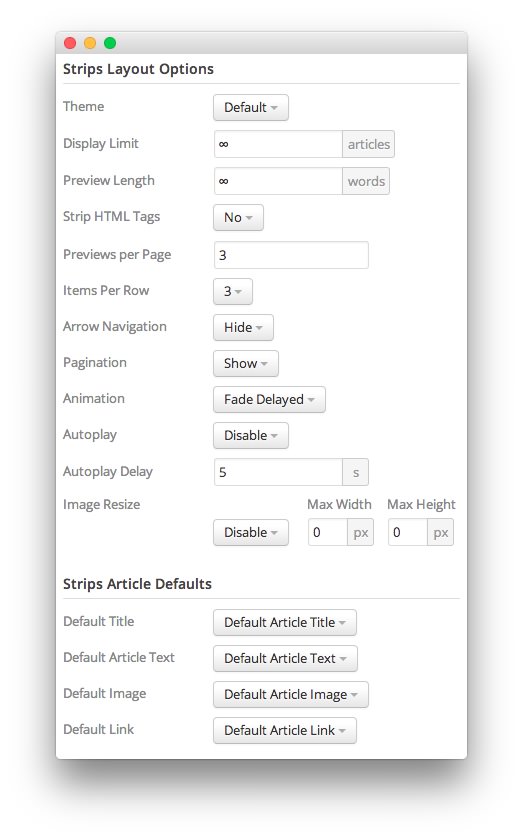 Strips Layout Options
Theme Default
Display Limit ∞ articles
Preview Length ∞ words
Strip HTML Tags No
Previews per Page 3
Items Per Row 3
Arrow Navigation Hide
Pagination Show
Animation Fade Delayed
Autoplay Disable
Autoplay Delay 5 s
Image Resize Max Width Max Height
Disable 0 px 0 px
Strips Article Defaults
Default Title Default Article Title
Default Article Text Default Article Text
Default Image Default Article Image
Default Link Default Article Link